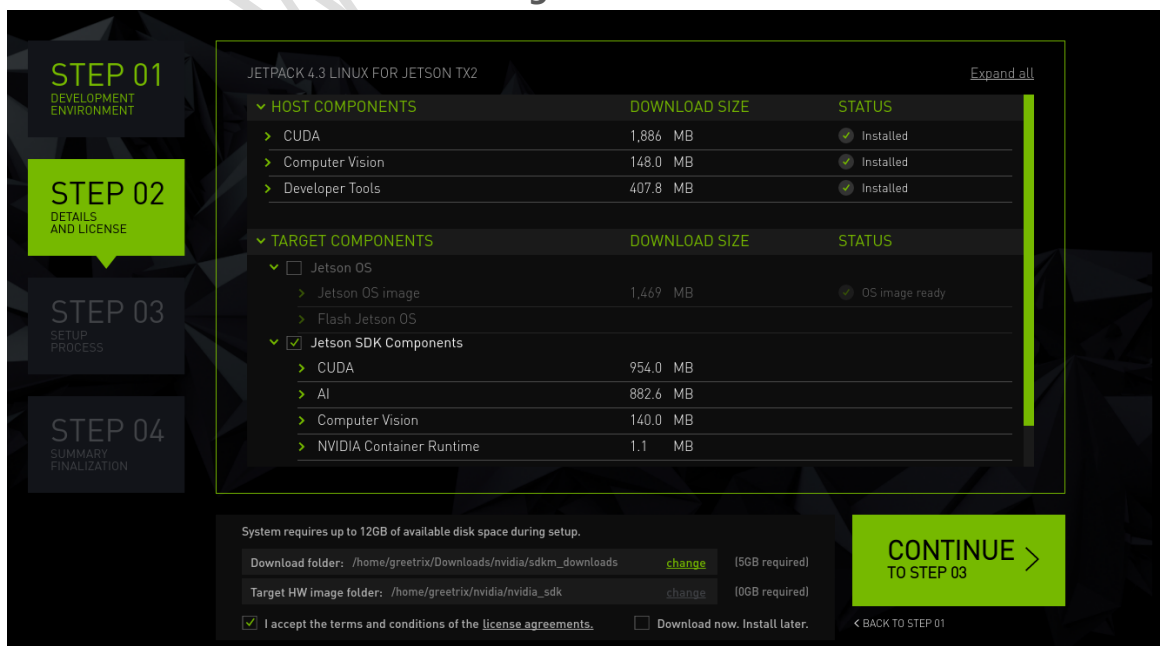 STEP 01
DEVELOPMENT
ENVIRONMENT
STEP 02
DETAILS
AND LICENSE
STEP 03
SETUP
PROCESS
STEP 04
SUMMARY
FINALIZATION
JETPACK 4.3 LINUX FOR JETSON TX2 Expand all
HOST COMPONENTS DOWNLOAD SIZE STATUS
CUDA 1,886 MB Installed
Computer Vision 148.0 MB Installed
Developer Tools 407.8 MB Installed
TARGET COMPONENTS DOWNLOAD SIZE STATUS
Jetson OS
Jetson OS image 1,469 MB OS image ready
Flash Jetson OS
Jetson SDK Components
CUDA 954.0 MB
AI 882.6 MB
Computer Vision 140.0 MB
NVIDIA Container Runtime 1.1 MB
System requires up to 12GB of available disk space during setup.
Download folder: /home/greetrix/Downloads/nvidia/sdkm_downloads change (5GB required)
Target HW image folder: /home/greetrix/nvidia/nvidia_sdk change (0GB required)
I accept the terms and conditions of the license agreements. Download now. Install later.
CONTINUE
TO STEP 03
< BACK TO STEP 01